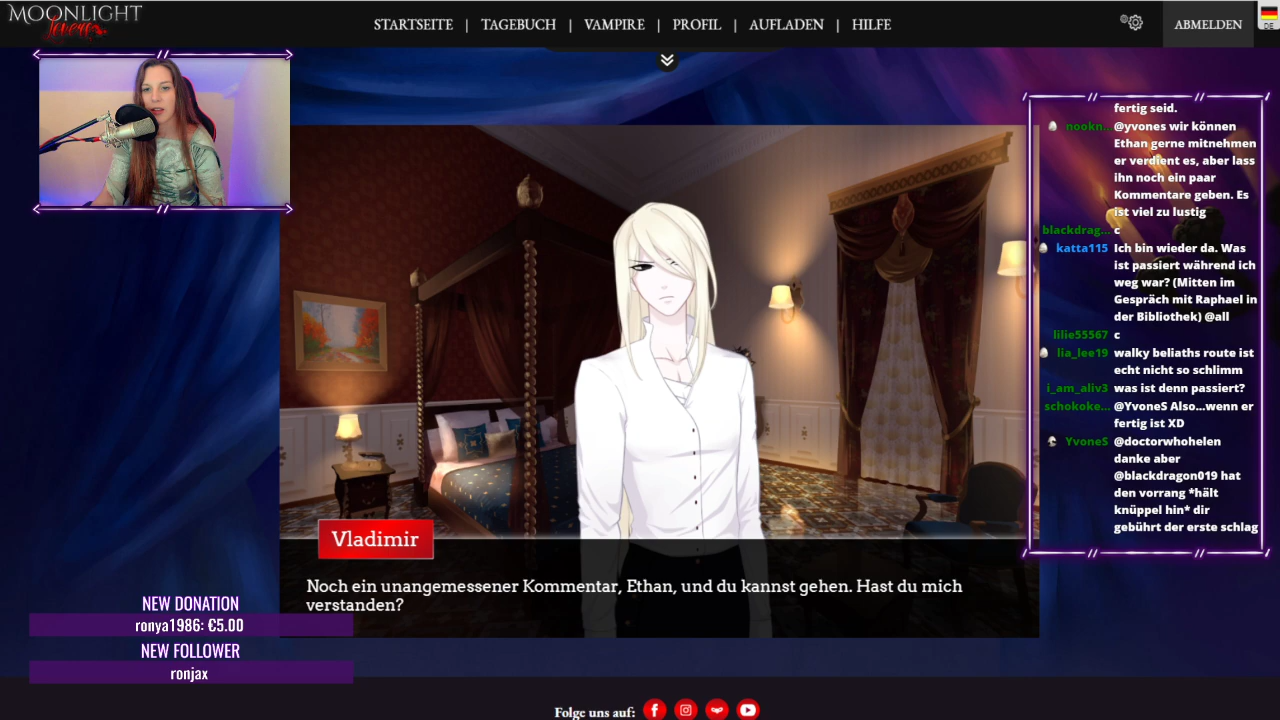 MOONLIGHT
Lovers
STARTSEITE | TAGEBUCH | VAMPIRE | PROFIL | AUFLADEN | HILFE
ABMELDEN
DE
fertig seid.
nookn... @yvones wir können
Ethan gerne mitnehmen
er verdient es, aber lass
ihn noch ein paar
Kommentare geben. Es
ist viel zu lustig
blackdrag... c
katta115 Ich bin wieder da. Was
ist passiert während ich
weg war? (Mitten im
Gespräch mit Raphael in
der Bibliothek) @all
lilie55567 c
lia_lee19 walky beliaths route ist
echt nicht so schlimm
i_am_aliv3 was ist denn passiert?
schokoke... @YvoneS Also...wenn er
fertig ist XD
YvoneS @doctorwhohelen
danke aber
@blackdragon019 hat
den vorrang *hält
knüppel hin* dir
gebührt der erste schlag
Vladimir
Noch ein unangemessener Kommentar, Ethan, und du kannst gehen. Hast du mich
verstanden?
NEW DONATION
ronya1986: €5.00
NEW FOLLOWER
ronjax
Folge uns auf: